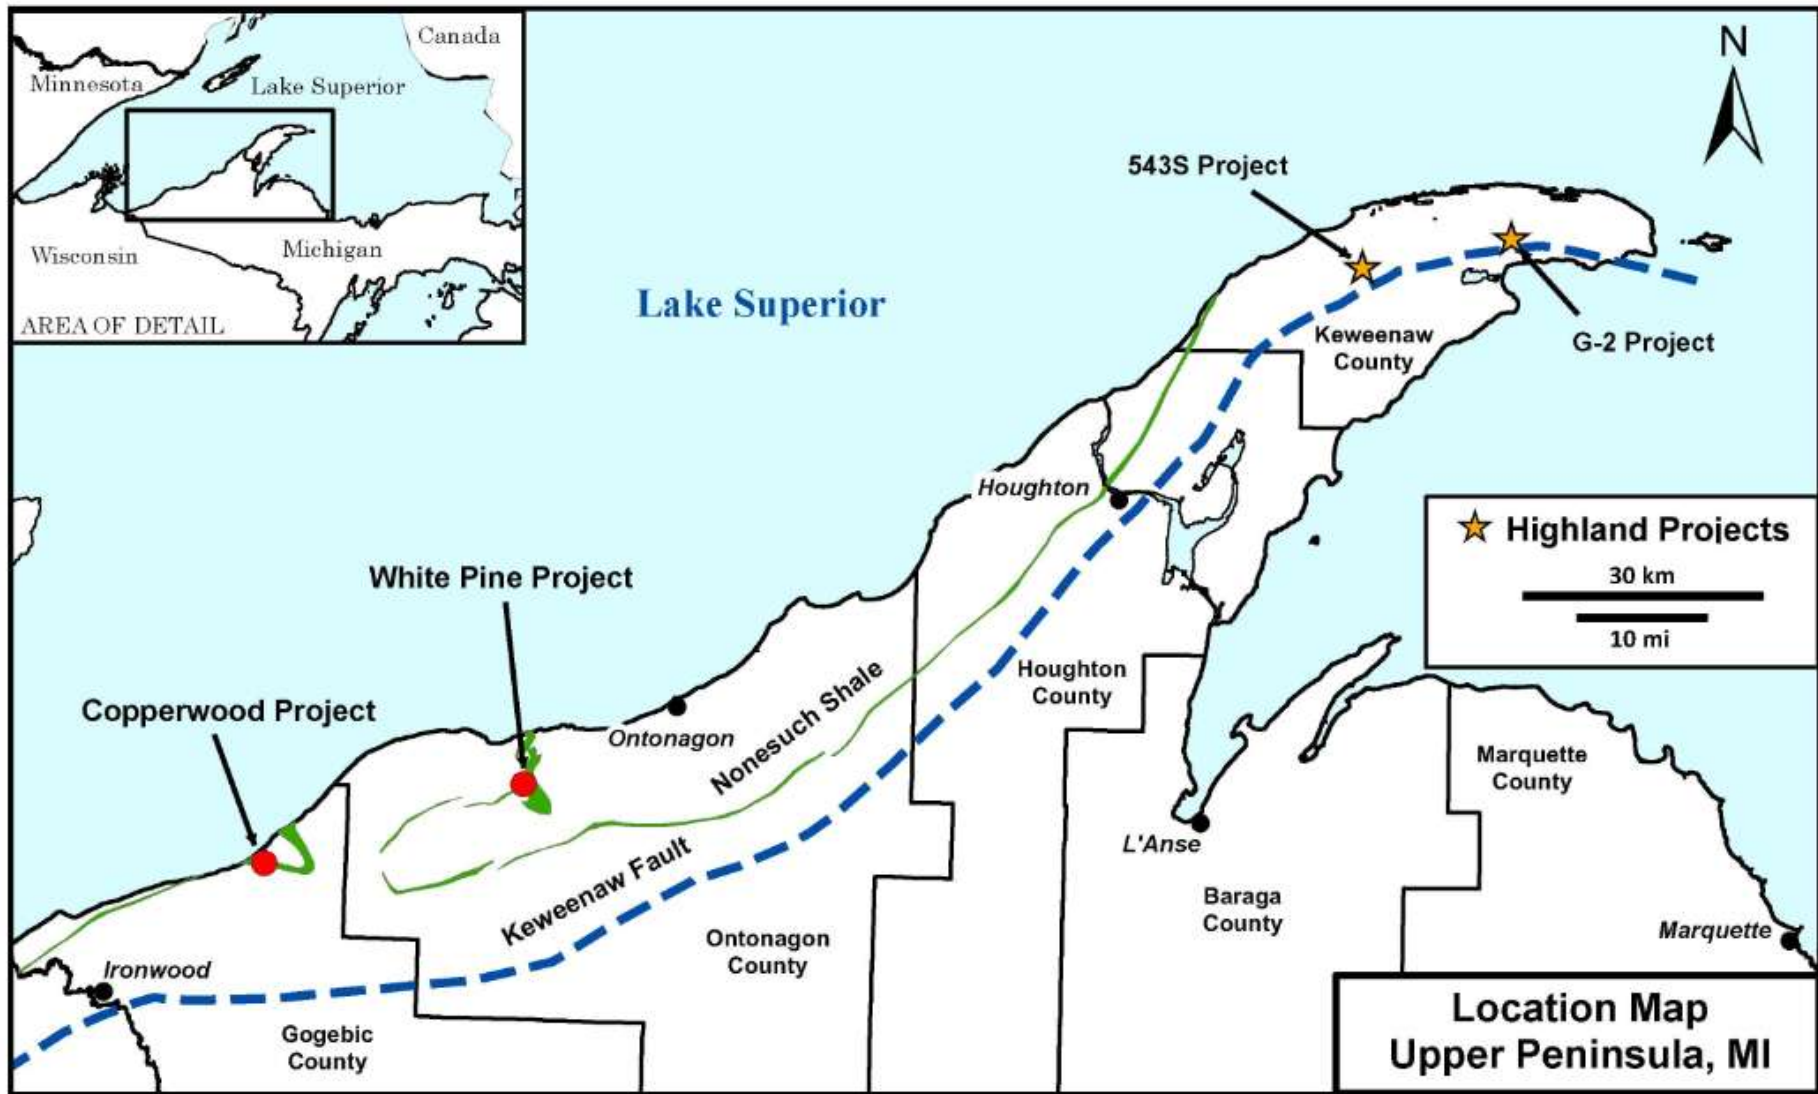 Canada
Minnesota
Lake Superior
Wisconsin
Michigan
AREA OF DETAIL
N
543S Project
Lake Superior
Keweenaw
County
G-2 Project
Houghton
Highland Projects
30 km
10 mi
White Pine Project
Copperwood Project
Ontonagon
Nonesuch Shale
Houghton
County
Marquette
County
L'Anse
Keweenaw Fault
Baraga
County
Ontonagon
County
Marquette
Ironwood
Gogebic
County
Location Map
Upper Peninsula, MI